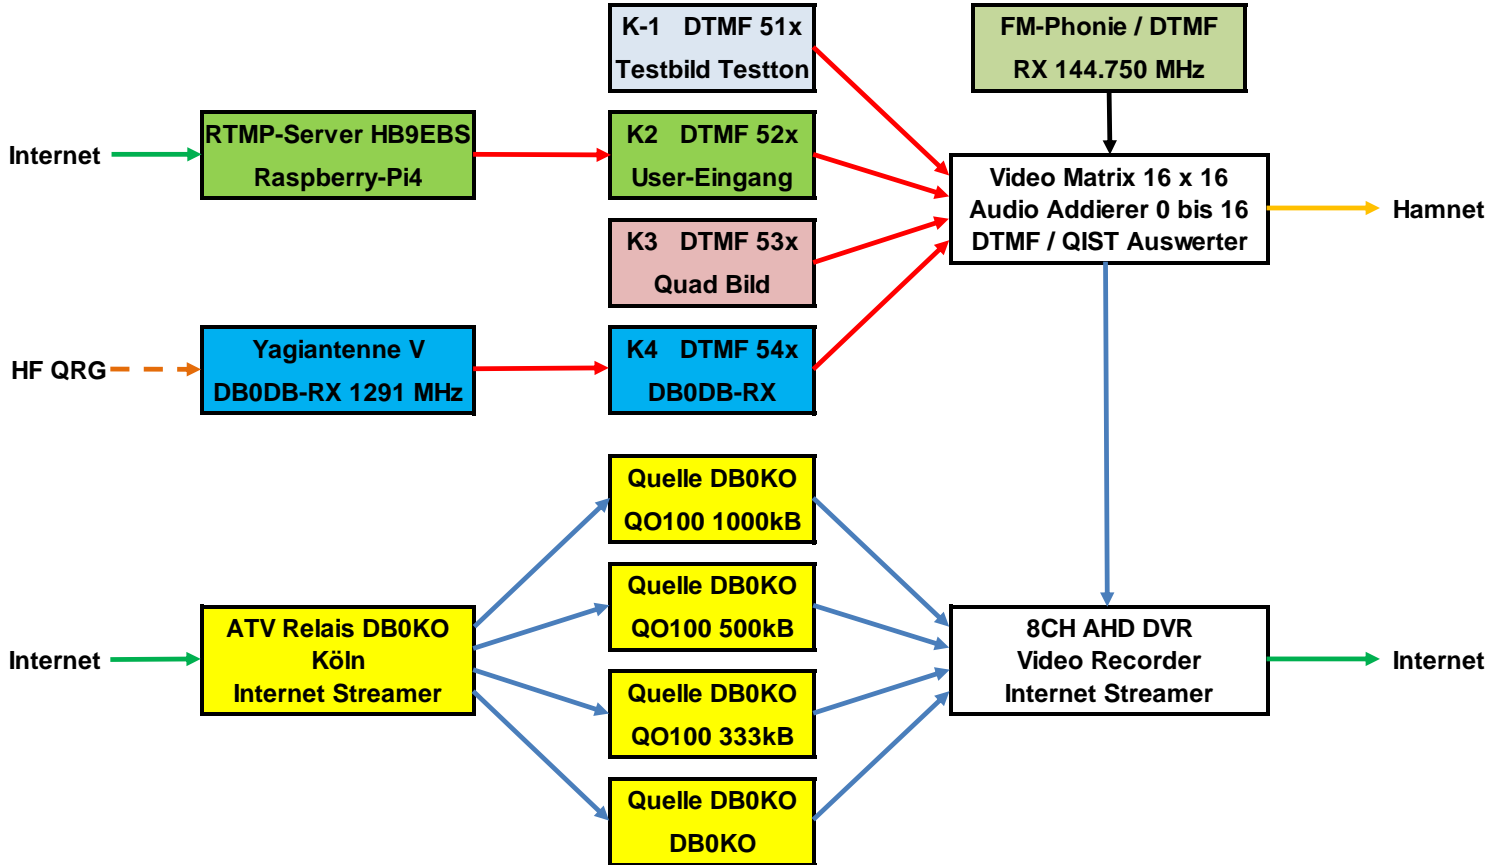 K-1 DTMF 51x
Testbild Testton
FM-Phonie / DTMF
RX 144.750 MHz
Internet
RTMP-Server HB9EBS
Raspberry-Pi4
K2 DTMF 52x
User-Eingang
Video Matrix 16 x 16
Audio Addierer 0 bis 16
DTMF / QIST Auswerter
Hamnet
K3 DTMF 53x
Quad Bild
HF QRG
Yagiantenne V
DB0DB-RX 1291 MHz
K4 DTMF 54x
DB0DB-RX
Quelle DB0KO
QO100 1000kB
Quelle DB0KO
QO100 500kB
Internet
ATV Relais DB0KO
Köln
Internet Streamer
8CH AHD DVR
Video Recorder
Internet Streamer
Internet
Quelle DB0KO
QO100 333kB
Quelle DB0KO
DB0KO